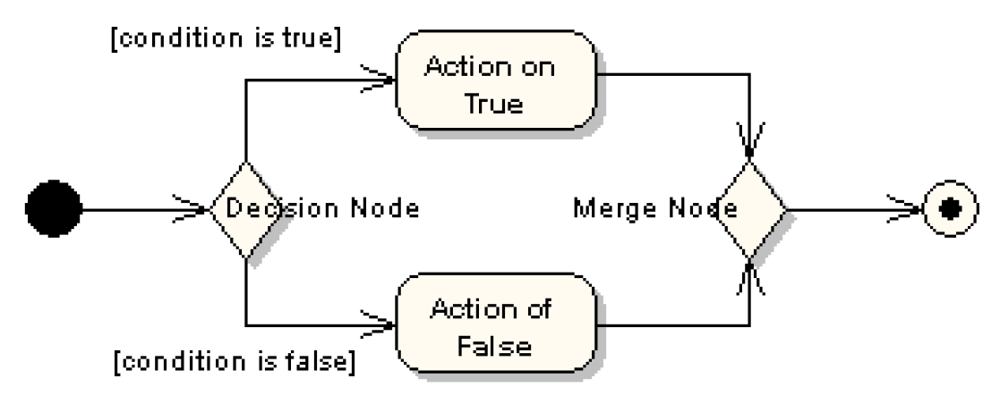 [condition is true]
Action on
True
Decision Node
Merge Node
Action of
False
[condition is false]